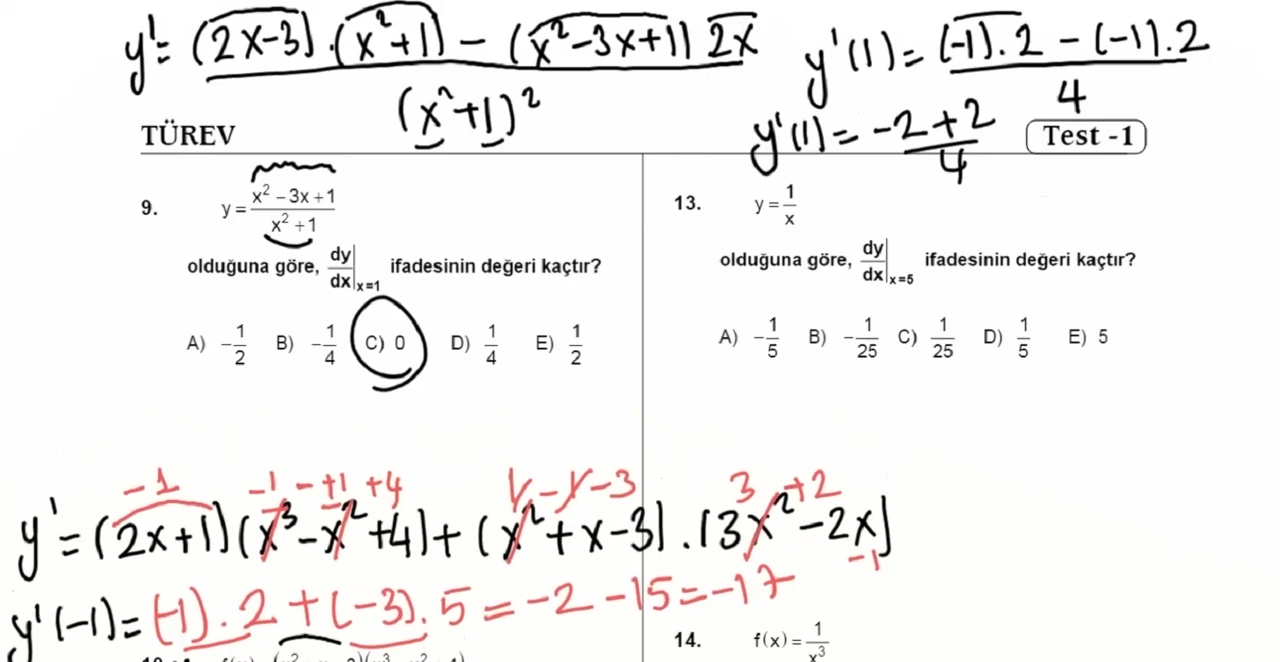 y' = (2x-3).(x²+1) - (x²-3x+1) 2x
(x²+1)²
y'(1) = (-1).2 - (-1).2
4
y'(1) = -2+2
4
TÜREV
Test -1
9. y = x² - 3x + 1
x² + 1
olduğuna göre, dy/dx|x=1 ifadesinin değeri kaçtır?
A) -1/2 B) -1/4 C) 0 D) 1/4 E) 1/2
13. y = 1/x
olduğuna göre, dy/dx|x=5 ifadesinin değeri kaçtır?
A) -1/5 B) -1/25 C) 1/25 D) 1/5 E) 5
-1 -1 - +1 +4 1 - 1 - 3 3 +2
y' = (2x+1)(x³-x²+4) + (x²+x-3).(3x²-2x)
-1
y'(-1) = (-1).2 + (-3).5 = -2 - 15 = -17
14. f(x) = 1/x³